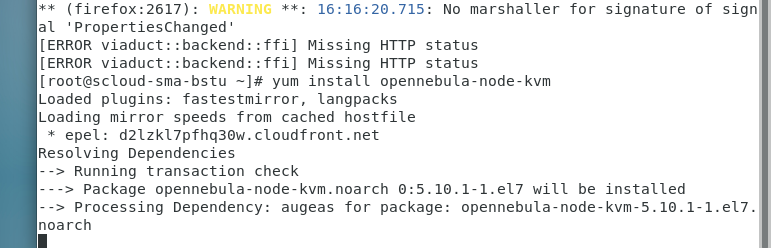 ** (firefox:2617): WARNING **: 16:16:20.715: No marshaller for signature of sign
al 'PropertiesChanged'
[ERROR viaduct::backend::ffi] Missing HTTP status
[ERROR viaduct::backend::ffi] Missing HTTP status
[root@scloud-sma-bstu ~]# yum install opennebula-node-kvm
Loaded plugins: fastestmirror, langpacks
Loading mirror speeds from cached hostfile
 * epel: d2lzkl7pfhq30w.cloudfront.net
Resolving Dependencies
--> Running transaction check
---> Package opennebula-node-kvm.noarch 0:5.10.1-1.el7 will be installed
--> Processing Dependency: augeas for package: opennebula-node-kvm-5.10.1-1.el7.
noarch